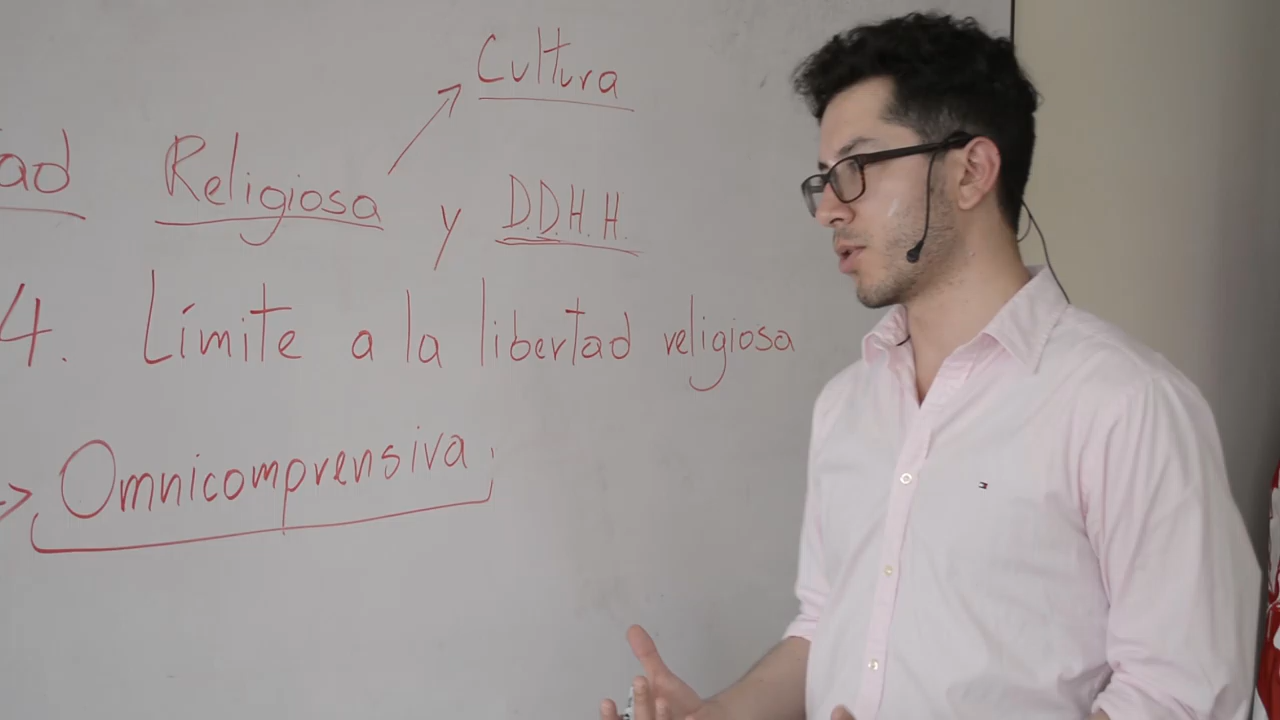 Cultura
ad Religiosa y D.D.H.H.
4. Límite a la libertad religiosa
-> Omnicomprensiva.